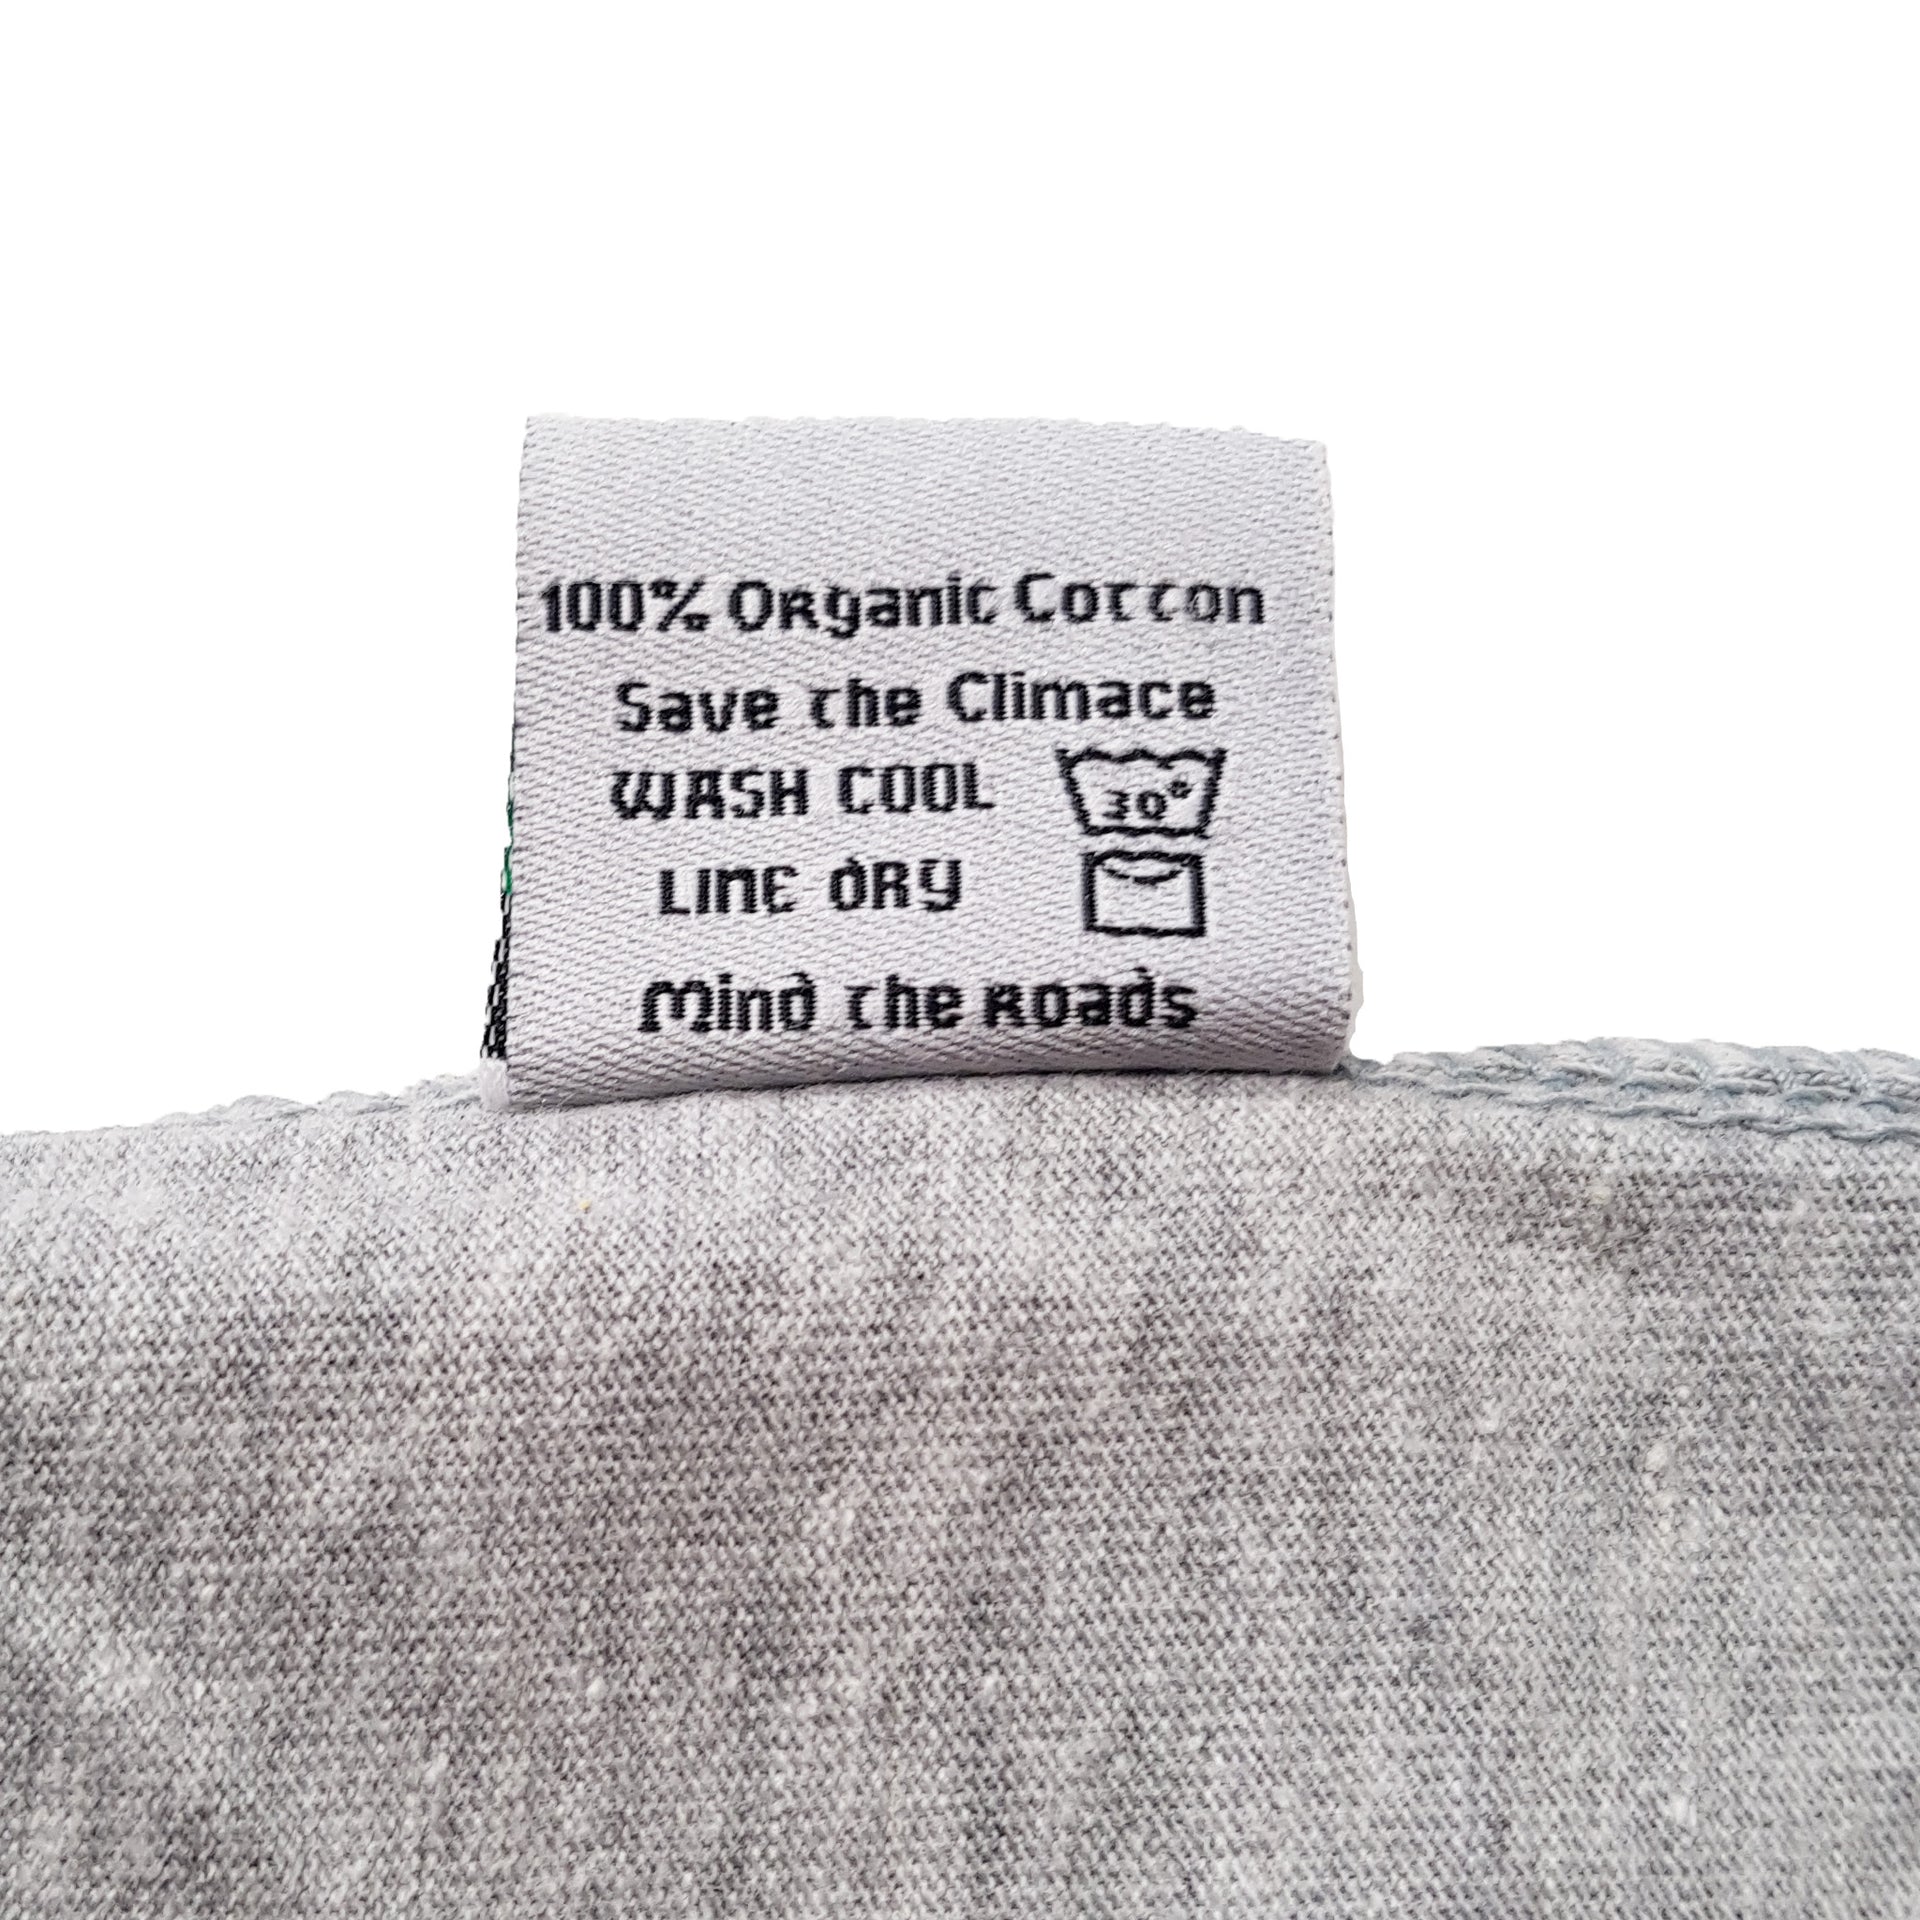 100% Organic Cotton
Save the Climate
WASH COOL 30°
LINE DRY
Mind the Roads